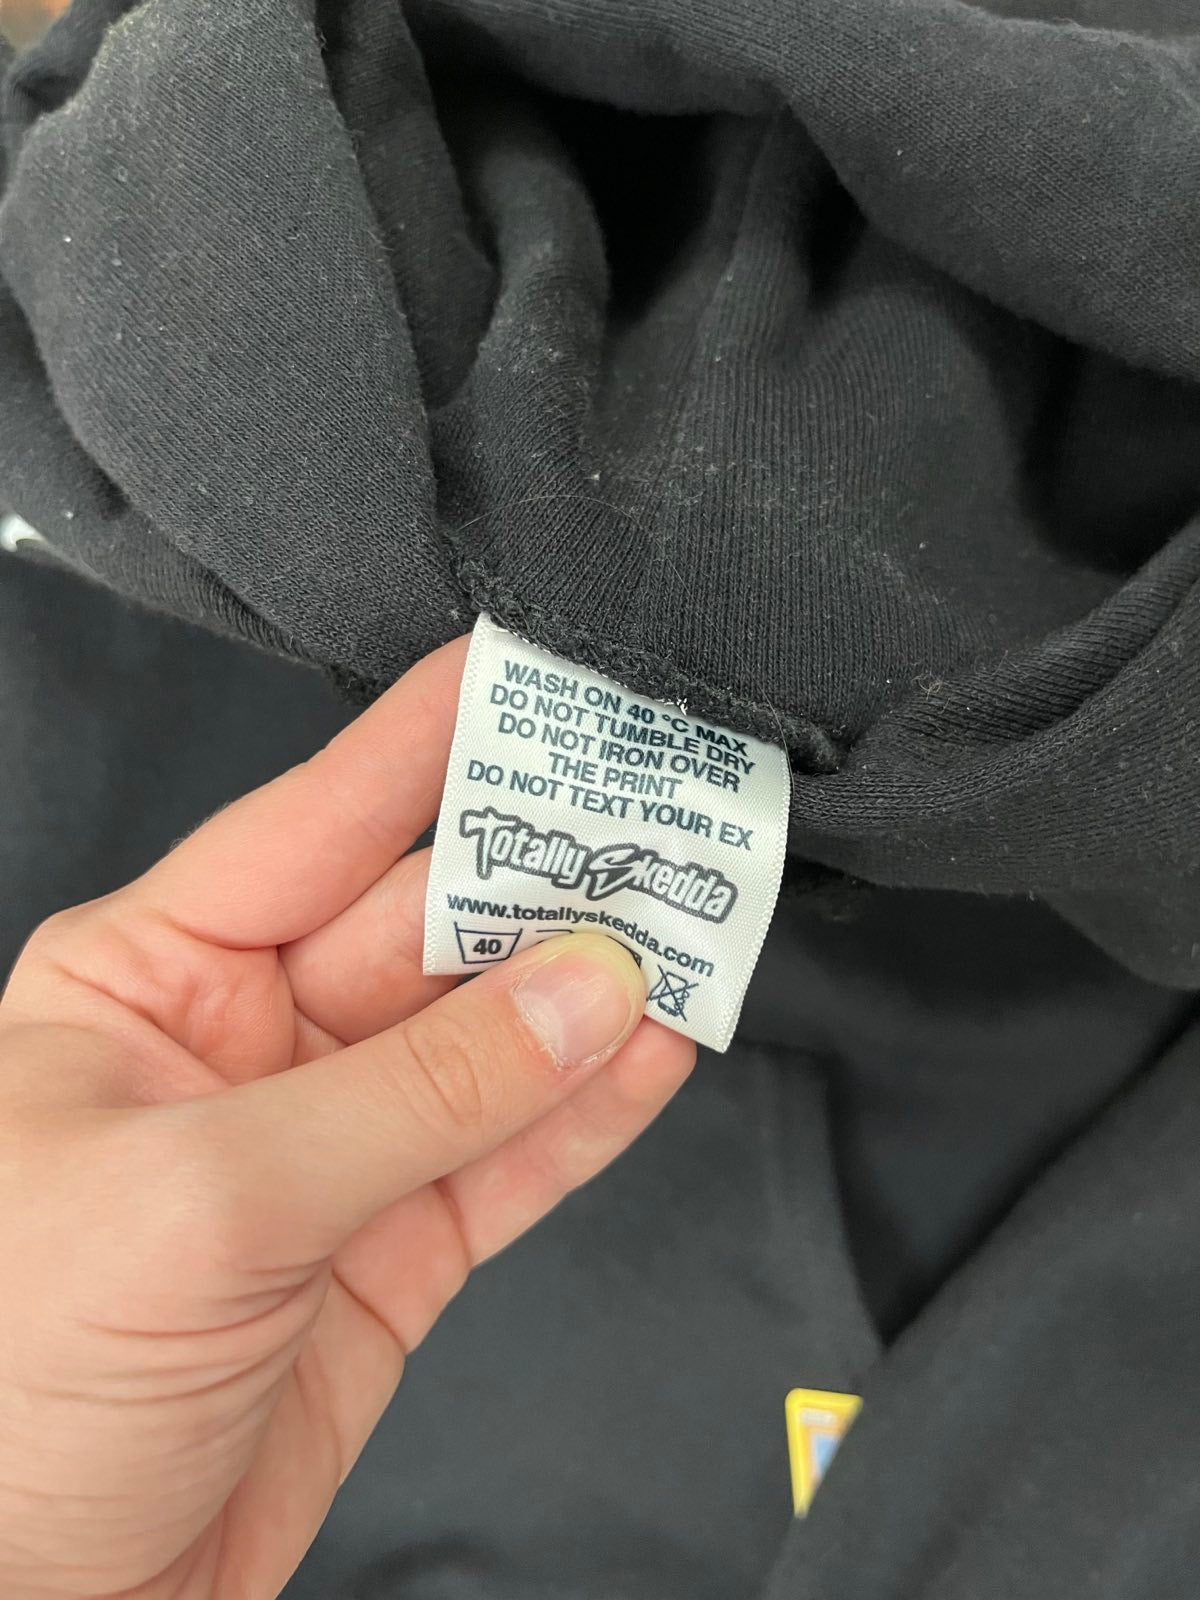 WASH ON 40 °C MAX
DO NOT TUMBLE DRY
DO NOT IRON OVER
THE PRINT
DO NOT TEXT YOUR EX
Totally Skedda
www.totallyskedda.com
40